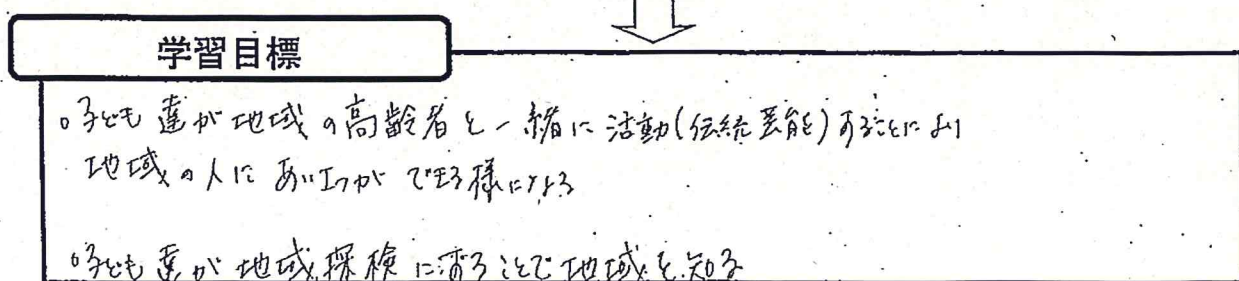 学習目標
○子ども達が地域の高齢者と一緒に活動(伝統芸能)することにより
地域の人にあいさつができる様になる
○子ども達が地域探検に出ることで地域を知る